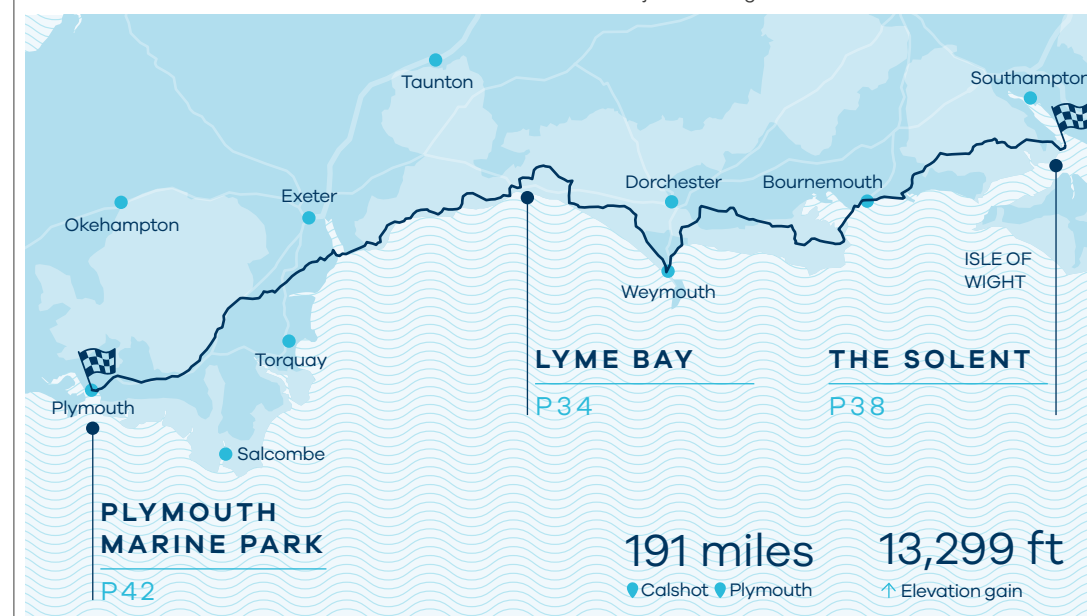 Taunton
Southampton
Exeter
Dorchester
Bournemouth
Okehampton
ISLE OF
WIGHT
Weymouth
Torquay
LYME BAY
P34
THE SOLENT
P38
Plymouth
Salcombe
PLYMOUTH
MARINE PARK
P42
191 miles
Calshot Plymouth
13,299 ft
Elevation gain